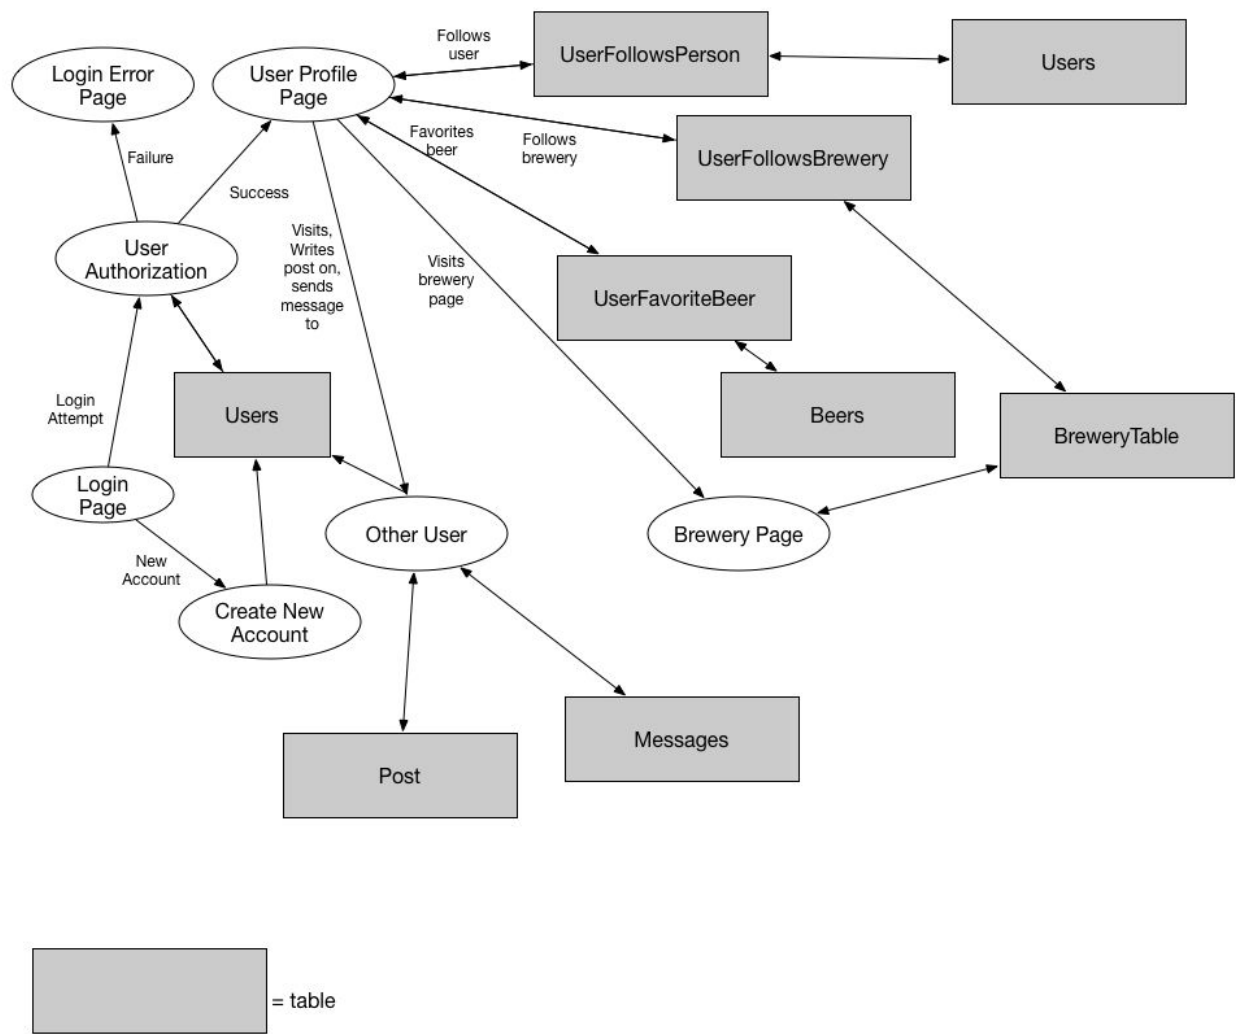 Follows
user
UserFollowsPerson
Users
Login Error
Page
User Profile
Page
Favorites
beer
Follows
brewery
UserFollowsBrewery
Failure
Success
User
Authorization
Visits,
Writes
post on,
sends
message
to
Visits
brewery
page
UserFavoriteBeer
Login
Attempt
Users
Beers
BreweryTable
Login
Page
Other User
Brewery Page
New
Account
Create New
Account
Messages
Post
= table